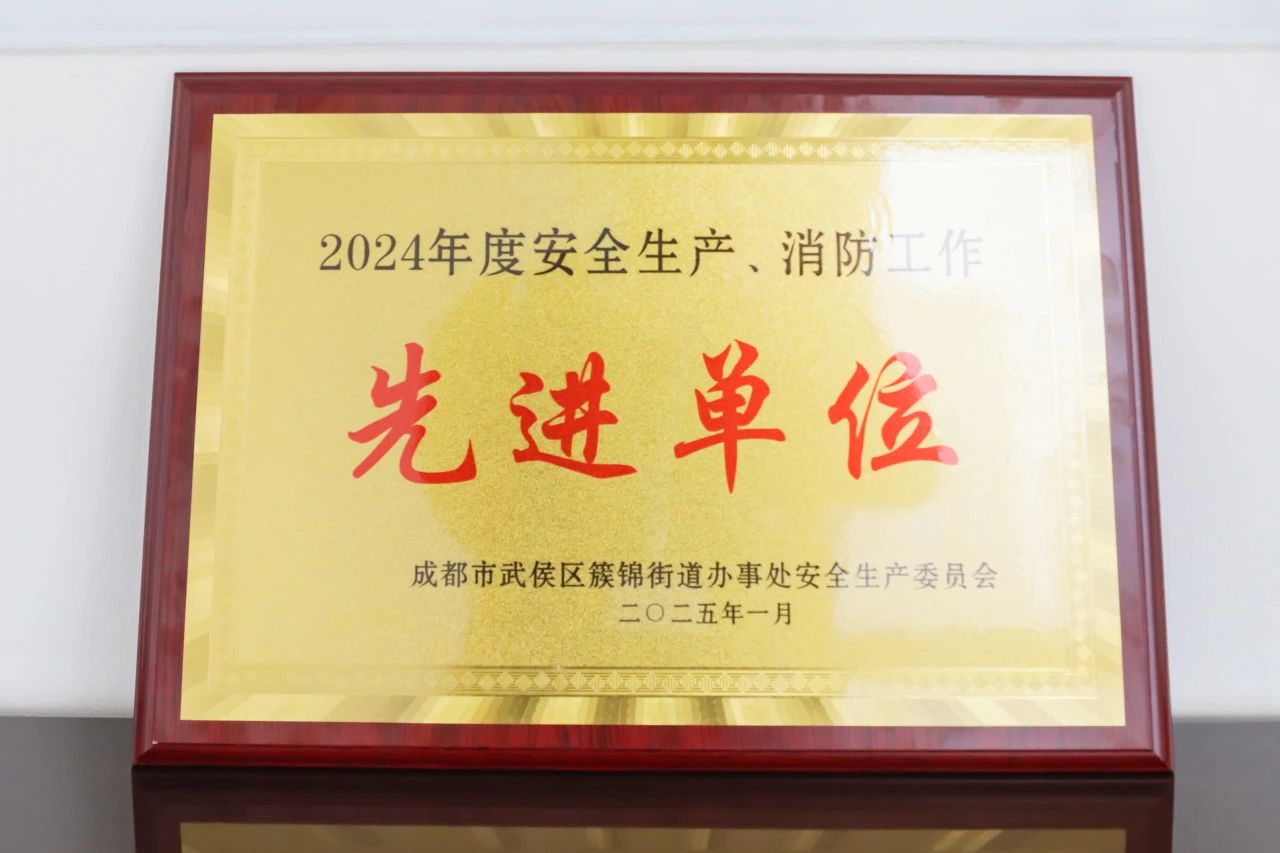 2024年度安全生产、消防工作
先进单位
成都市武侯区簇锦街道办事处安全生产委员会
二〇二五年一月